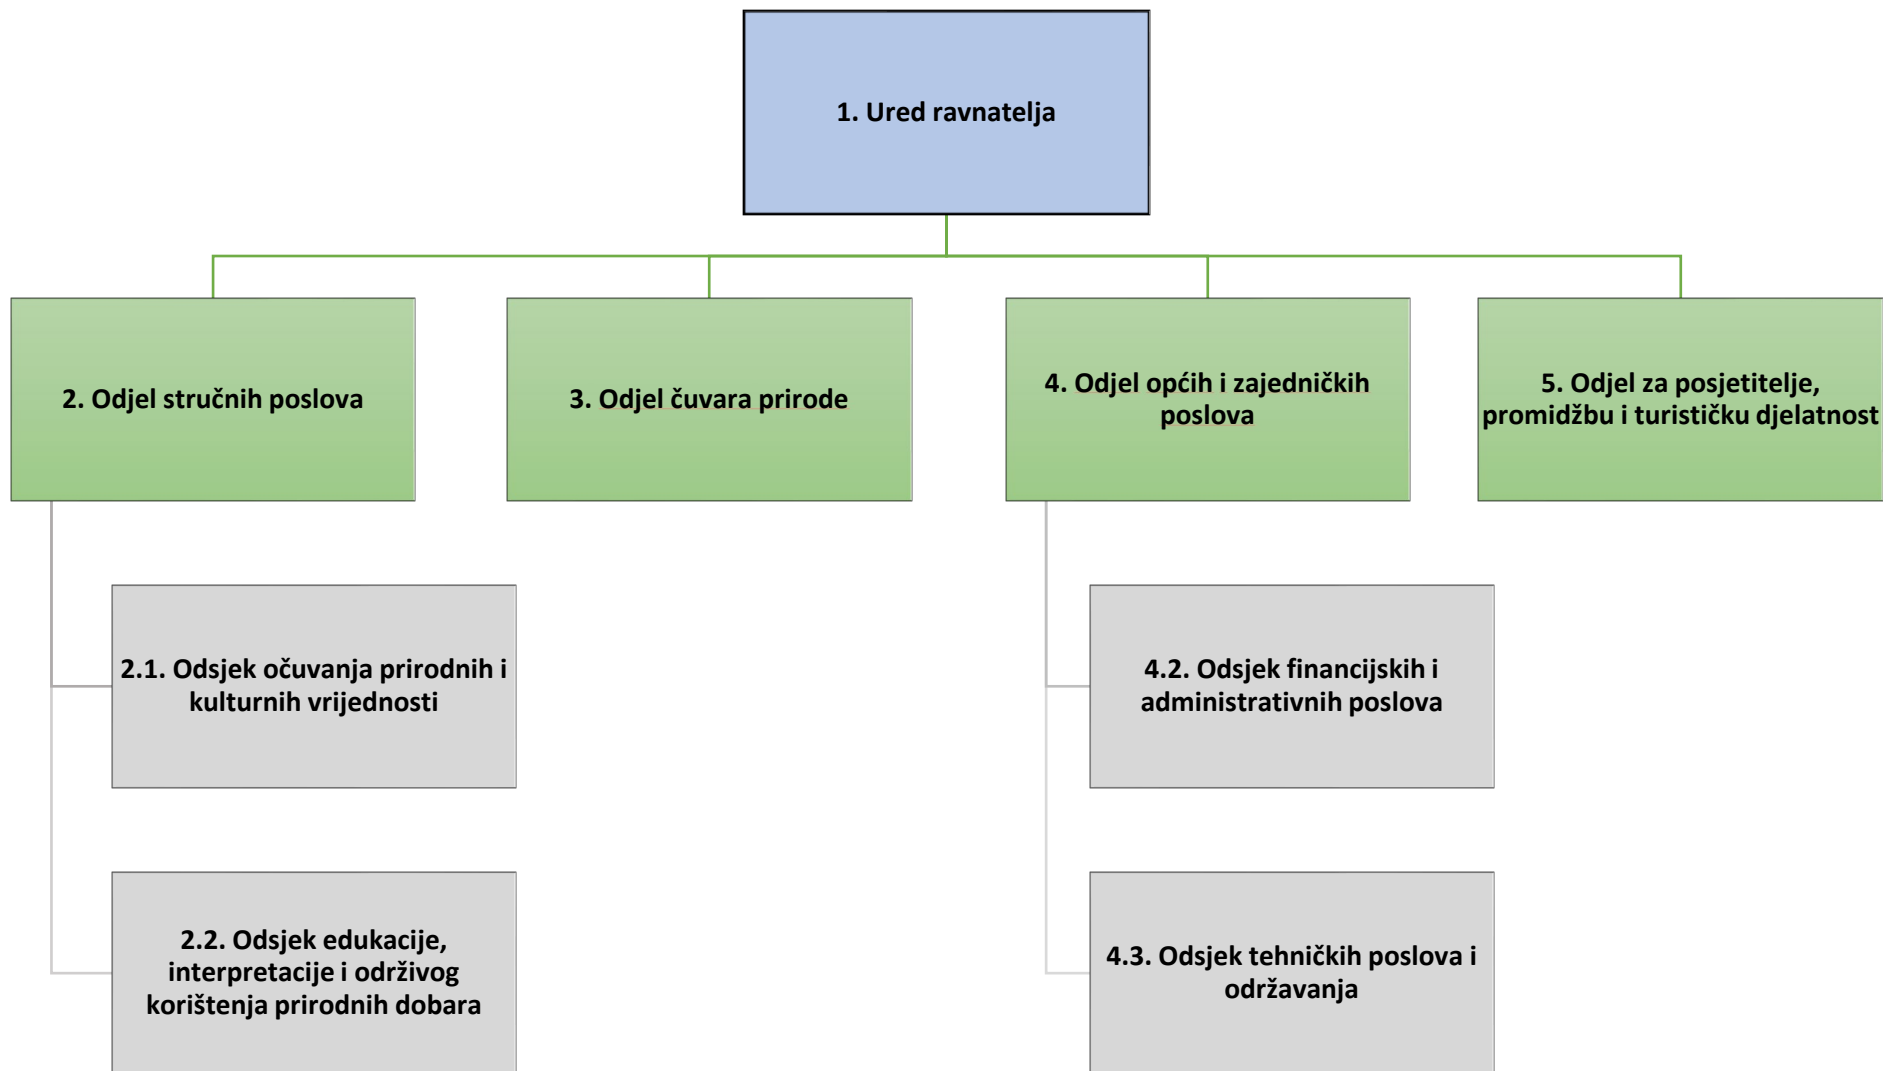 1. Ured ravnatelja
2. Odjel stručnih poslova
3. Odjel čuvara prirode
4. Odjel općih i zajedničkih
poslova
5. Odjel za posjetitelje,
promidžbu i turističku djelatnost
2.1. Odsjek očuvanja prirodnih i
kulturnih vrijednosti
4.2. Odsjek financijskih i
administrativnih poslova
2.2. Odsjek edukacije,
interpretacije i održivog
korištenja prirodnih dobara
4.3. Odsjek tehničkih poslova i
održavanja